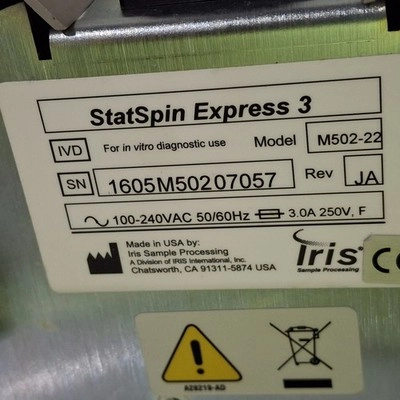 StatSpin Express 3
IVD For in vitro diagnostic use Model M502-22
SN 1605M50207057 Rev JA
100-240VAC 50/60Hz 3.0A 250V, F
Made in USA by:
Iris Sample Processing
A Division of IRIS International, Inc.
Chatsworth, CA 91311-5874 USA
Iris
Sample Processing
CE
A29219-AD